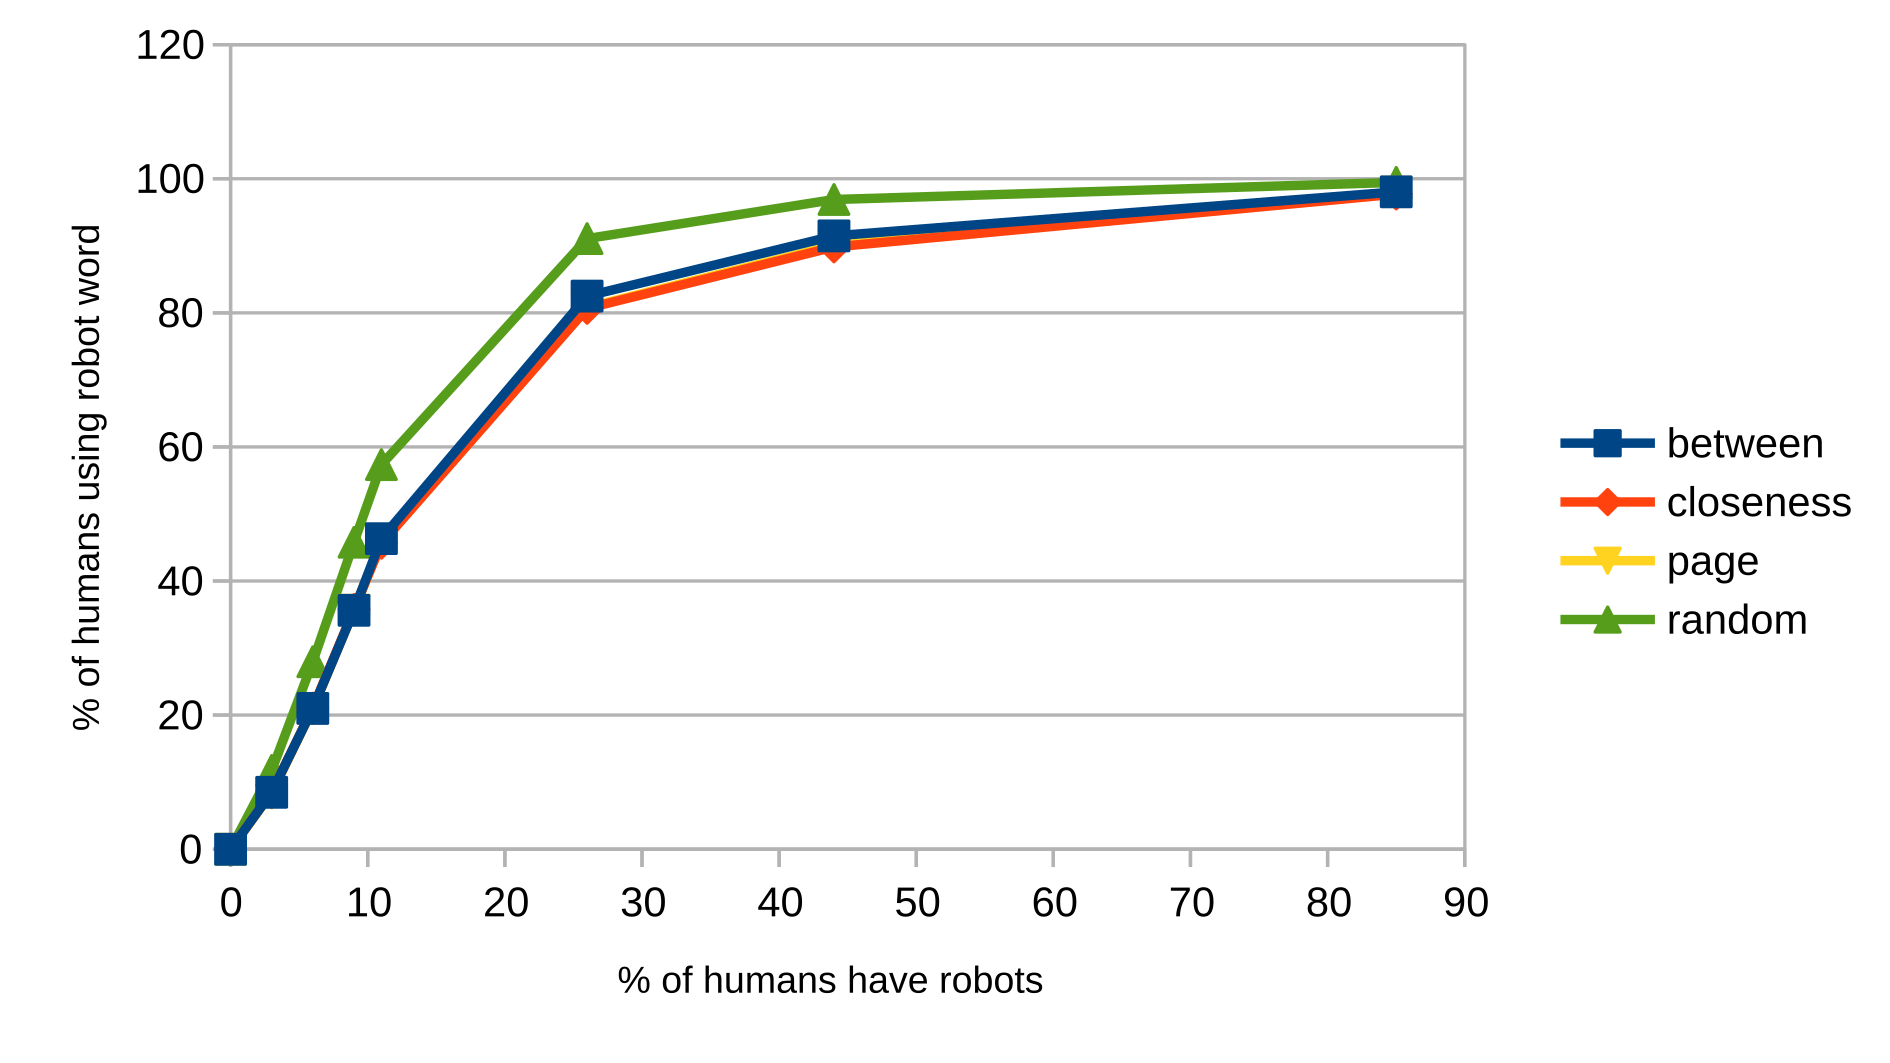 120
100
80
60
40
20
0
% of humans using robot word
0 10 20 30 40 50 60 70 80 90
% of humans have robots
between
closeness
page
random